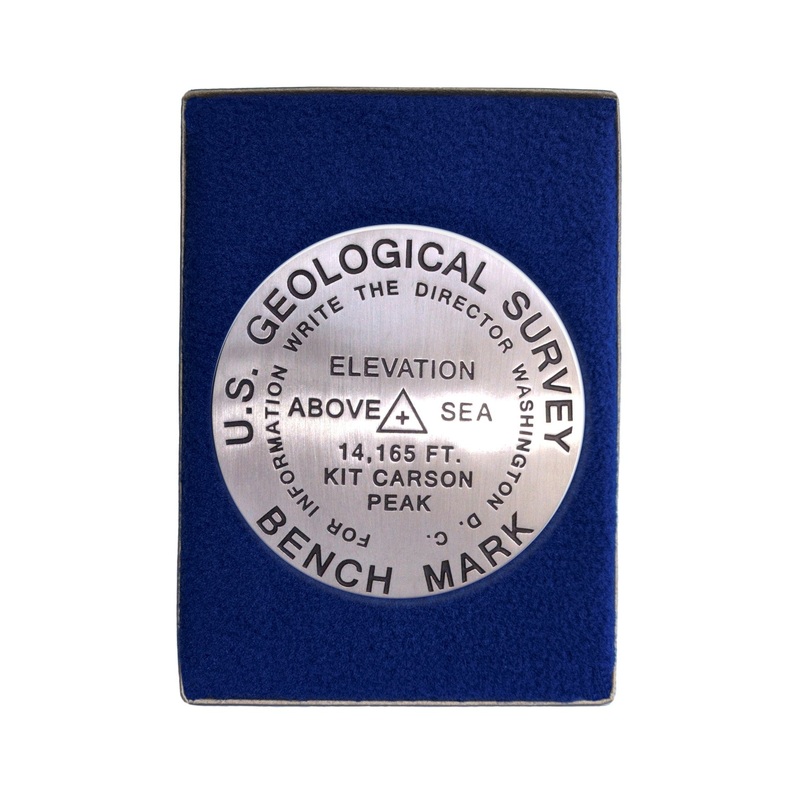 U.S. GEOLOGICAL SURVEY
FOR INFORMATION WRITE THE DIRECTOR WASHINGTON D. C.
ELEVATION
ABOVE SEA
14,165 FT.
KIT CARSON
PEAK
BENCH MARK